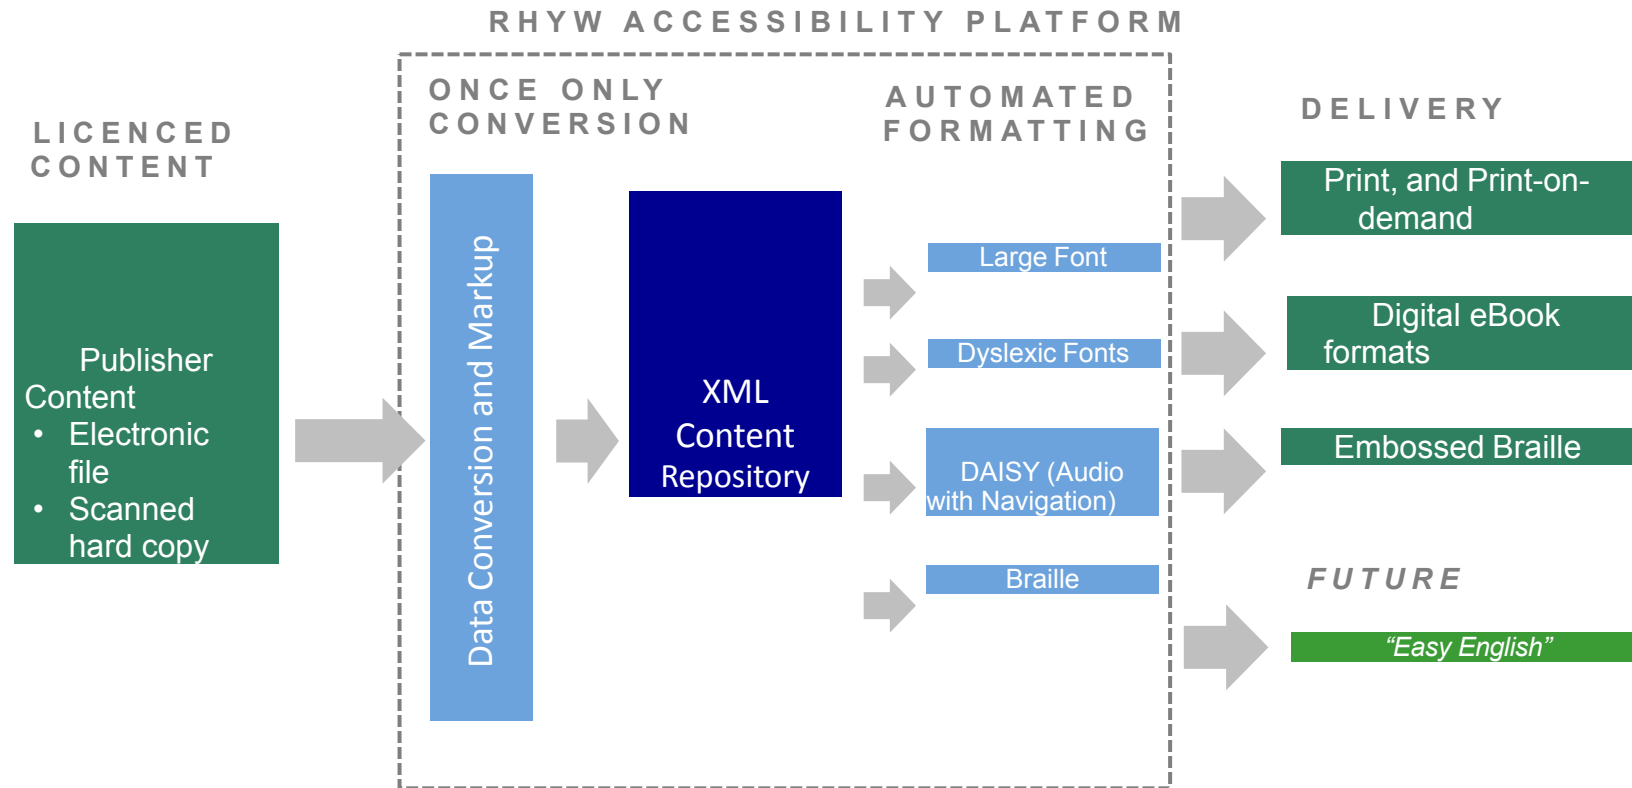 RHYW ACCESSIBILITY PLATFORM
LICENCED
CONTENT
Publisher
Content
• Electronic
file
• Scanned
hard copy
ONCE ONLY
CONVERSION
Data Conversion and Markup
XML
Content
Repository
AUTOMATED
FORMATTING
Large Font
Dyslexic Fonts
DAISY (Audio
with Navigation)
Braille
DELIVERY
Print, and Print-on-
demand
Digital eBook
formats
Embossed Braille
FUTURE
“Easy English”